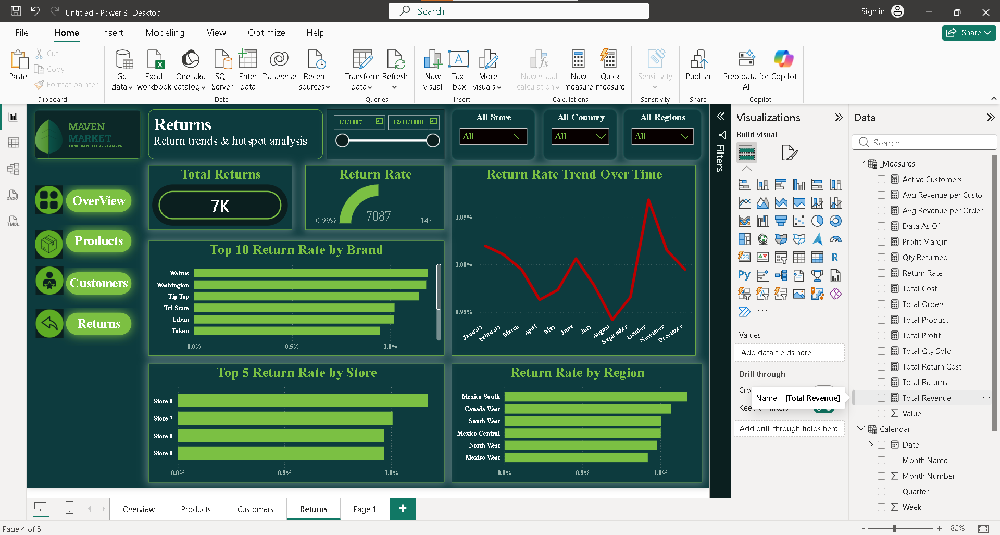 Untitled - Power BI Desktop
Search
Sign in
File
Home
Insert
Modeling
View
Optimize
Help
Share
Paste
Cut
Copy
Format painter
Clipboard
Get data
Excel workbook
OneLake catalog
SQL Server
Enter data
Dataverse
Recent sources
Data
Transform data
Refresh
Queries
New visual
Text box
More visuals
Insert
New visual calculation
New measure
Quick measure
Calculations
Sensitivity
Sensitivity
Publish
Share
Prep data for AI
Copilot
Copilot
MAVEN
MARKET
SMART DATA. BETTER DECISIONS.
Returns
Return trends & hotspot analysis
1/1/1997
12/31/1998
All Store
All
All Country
All
All Regions
All
OverView
Products
Customers
Returns
Total Returns
7K
Return Rate
0.99%
7087
14K
Return Rate Trend Over Time
1.05%
1.00%
0.95%
January
February
March
April
May
June
July
August
September
October
November
December
Top 10 Return Rate by Brand
Walrus
Washington
Tip Top
Tri-State
Urban
Token
0.0%
0.5%
1.0%
Top 5 Return Rate by Store
Store 8
Store 7
Store 6
Store 9
0.0%
0.5%
1.0%
Return Rate by Region
Mexico South
Canada West
South West
Mexico Central
North West
Mexico West
0.0%
0.5%
1.0%
Filters
Visualizations
Build visual
123
R
Py
Values
Add data fields here
Drill through
Cro
Name [Total Revenue]
Keep all filters
On
Add drill-through fields here
Data
Search
_Measures
Active Customers
Avg Revenue per Custo...
Avg Revenue per Order
Data As Of
Profit Margin
Qty Returned
Return Rate
Total Cost
Total Orders
Total Product
Total Profit
Total Qty Sold
Total Return Cost
Total Returns
Total Revenue
Value
Calendar
Date
Month Name
Month Number
Quarter
Week
DAX
TMDL
Overview
Products
Customers
Returns
Page 1
Page 4 of 5
82%